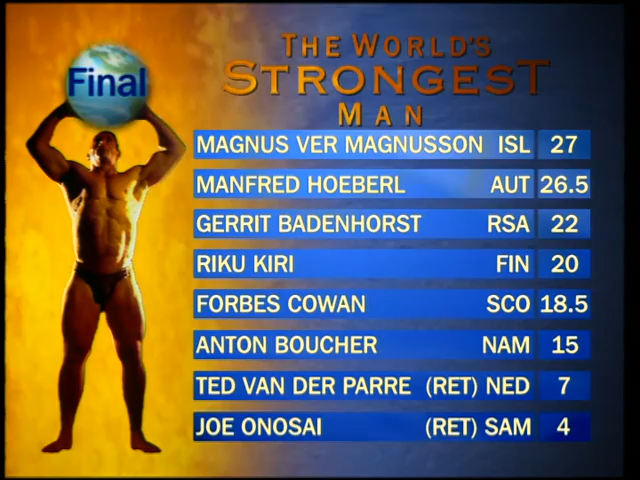 Final
THE WORLD'S
STRONGEST
MAN
MAGNUS VER MAGNUSSON ISL 27
MANFRED HOEBERL AUT 26.5
GERRIT BADENHORST RSA 22
RIKU KIRI FIN 20
FORBES COWAN SCO 18.5
ANTON BOUCHER NAM 15
TED VAN DER PARRE (RET) NED 7
JOE ONOSAI (RET) SAM 4